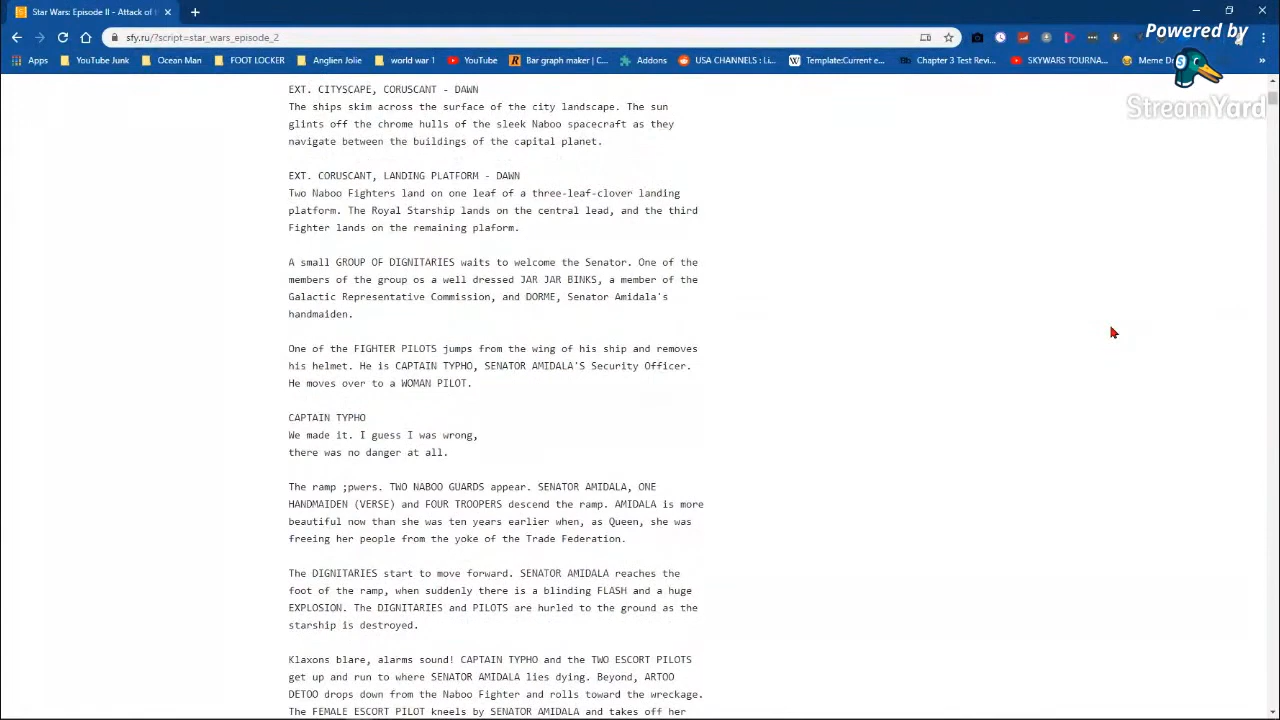 Star Wars: Episode II - Attack of
sfy.ru/?script=star_wars_episode_2
Powered by
Apps
YouTube Junk
Ocean Man
FOOT LOCKER
Anglien Jolie
world war 1
YouTube
Bar graph maker | C...
Addons
USA CHANNELS : Li...
Template:Current e...
Chapter 3 Test Revi...
SKYWARS TOURNA...
Meme De
StreamYard
EXT. CITYSCAPE, CORUSCANT - DAWN
The ships skim across the surface of the city landscape. The sun
glints off the chrome hulls of the sleek Naboo spacecraft as they
navigate between the buildings of the capital planet.
EXT. CORUSCANT, LANDING PLATFORM - DAWN
Two Naboo Fighters land on one leaf of a three-leaf-clover landing
platform. The Royal Starship lands on the central lead, and the third
Fighter lands on the remaining plaform.
A small GROUP OF DIGNITARIES waits to welcome the Senator. One of the
members of the group os a well dressed JAR JAR BINKS, a member of the
Galactic Representative Commission, and DORME, Senator Amidala's
handmaiden.
One of the FIGHTER PILOTS jumps from the wing of his ship and removes
his helmet. He is CAPTAIN TYPHO, SENATOR AMIDALA'S Security Officer.
He moves over to a WOMAN PILOT.
CAPTAIN TYPHO
We made it. I guess I was wrong,
there was no danger at all.
The ramp ;pwers. TWO NABOO GUARDS appear. SENATOR AMIDALA, ONE
HANDMAIDEN (VERSE) and FOUR TROOPERS descend the ramp. AMIDALA is more
beautiful now than she was ten years earlier when, as Queen, she was
freeing her people from the yoke of the Trade Federation.
The DIGNITARIES start to move forward. SENATOR AMIDALA reaches the
foot of the ramp, when suddenly there is a blinding FLASH and a huge
EXPLOSION. The DIGNITARIES and PILOTS are hurled to the ground as the
starship is destroyed.
Klaxons blare, alarms sound! CAPTAIN TYPHO and the TWO ESCORT PILOTS
get up and run to where SENATOR AMIDALA lies dying. Beyond, ARTOO
DETOO drops down from the Naboo Fighter and rolls toward the wreckage.
The FEMALE ESCORT PILOT kneels by SENATOR AMIDALA and takes off her